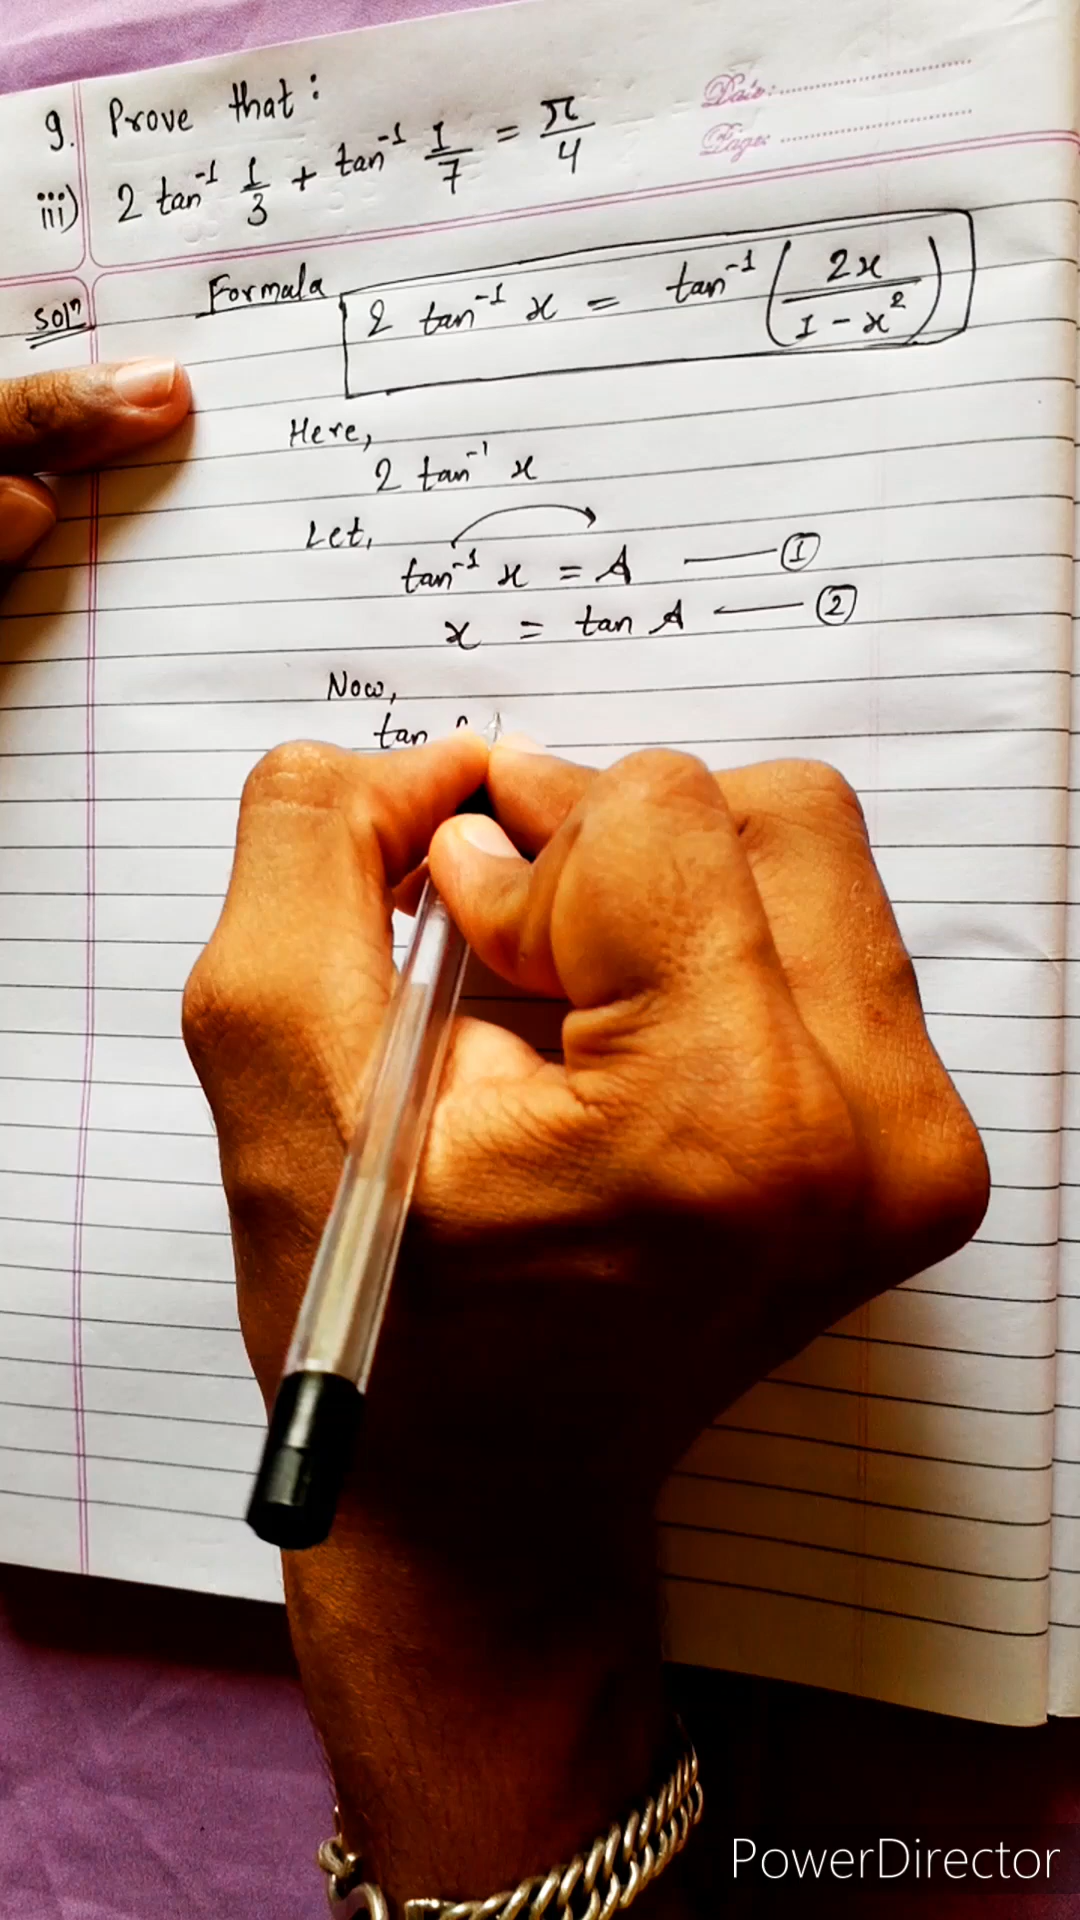 9. Prove that :
Date:
Page:
iii) 2 tan⁻¹ 1/3 + tan⁻¹ 1/7 = π/4
Solⁿ
Formula
2 tan⁻¹ x = tan⁻¹ (2x / 1 - x²)
Here,
2 tan⁻¹ x
Let,
tan⁻¹ x = A —— ①
x = tan A —— ②
Now,
tan
PowerDirector